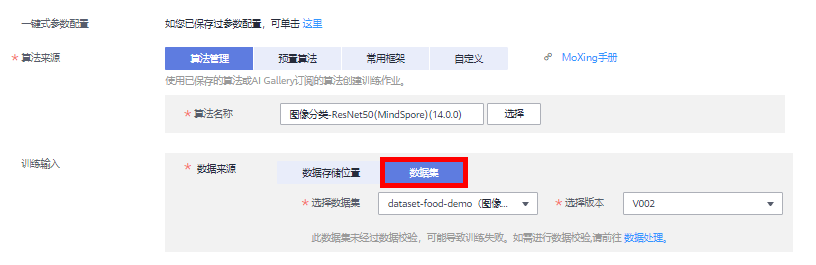 一键式参数配置 如您已保存过参数配置，可单击 这里
* 算法来源 算法管理 预置算法 常用框架 自定义 MoXing手册
使用已保存的算法或AI Gallery订阅的算法创建训练作业。
* 算法名称 图像分类-ResNet50(MindSpore)(14.0.0) 选择
训练输入 * 数据来源 数据存储位置 数据集
* 选择数据集 dataset-food-demo（图像... * 选择版本 V002
此数据集未经过数据校验，可能导致训练失败。如需进行数据校验,请前往 数据处理。